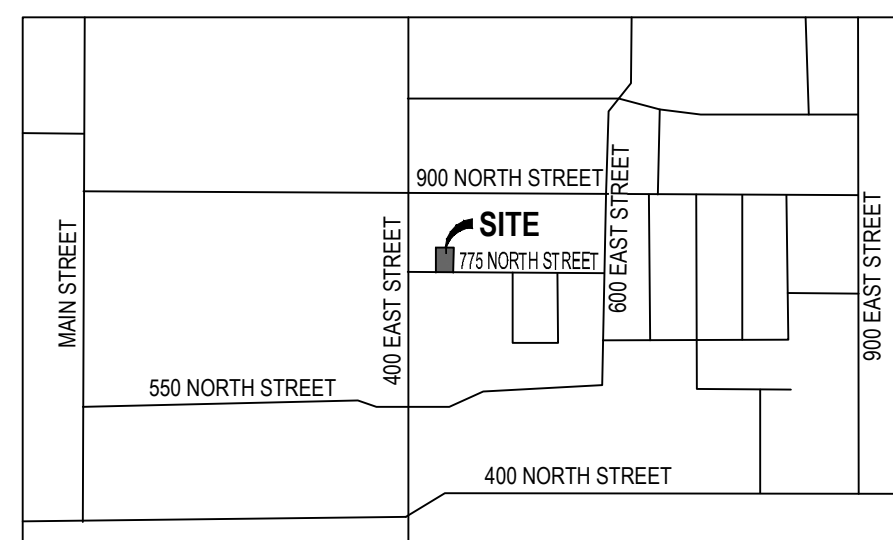 900 NORTH STREET
SITE
775 NORTH STREET
MAIN STREET
400 EAST STREET
600 EAST STREET
900 EAST STREET
550 NORTH STREET
400 NORTH STREET